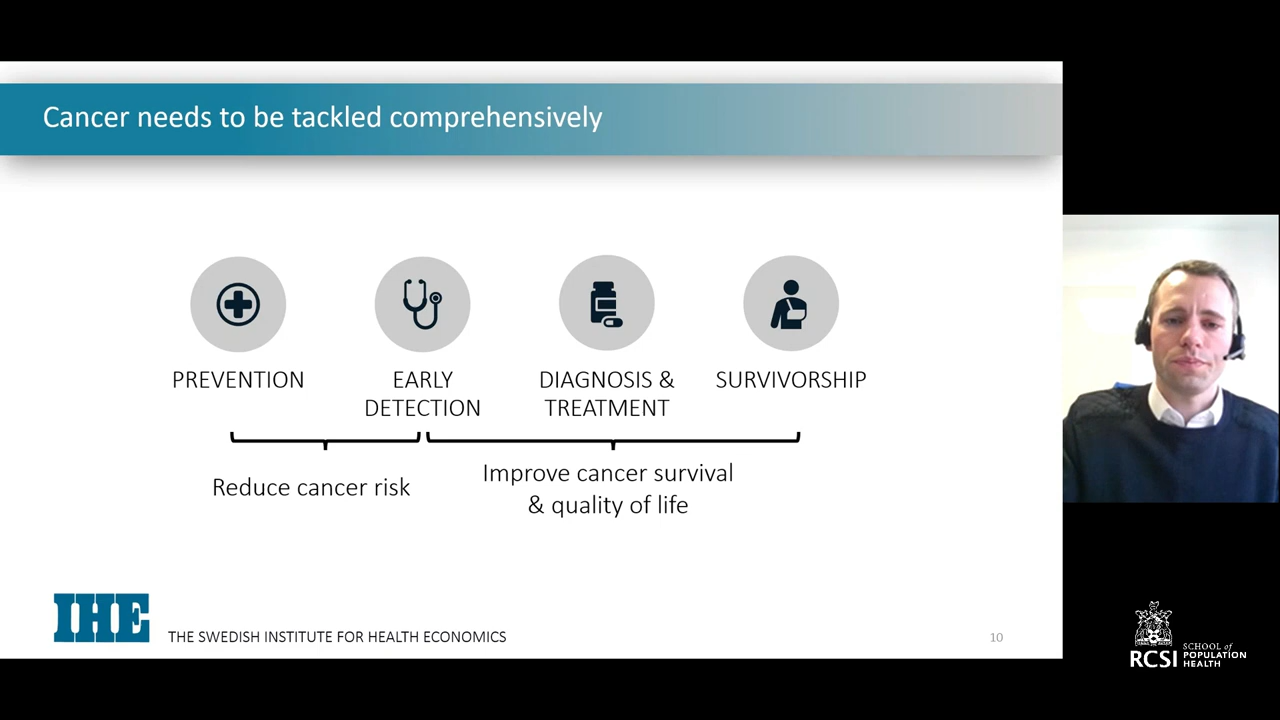 Cancer needs to be tackled comprehensively
PREVENTION
EARLY
DETECTION
DIAGNOSIS &
TREATMENT
SURVIVORSHIP
Reduce cancer risk
Improve cancer survival
& quality of life
IHE
THE SWEDISH INSTITUTE FOR HEALTH ECONOMICS
10
RCSI
SCHOOL of
POPULATION
HEALTH